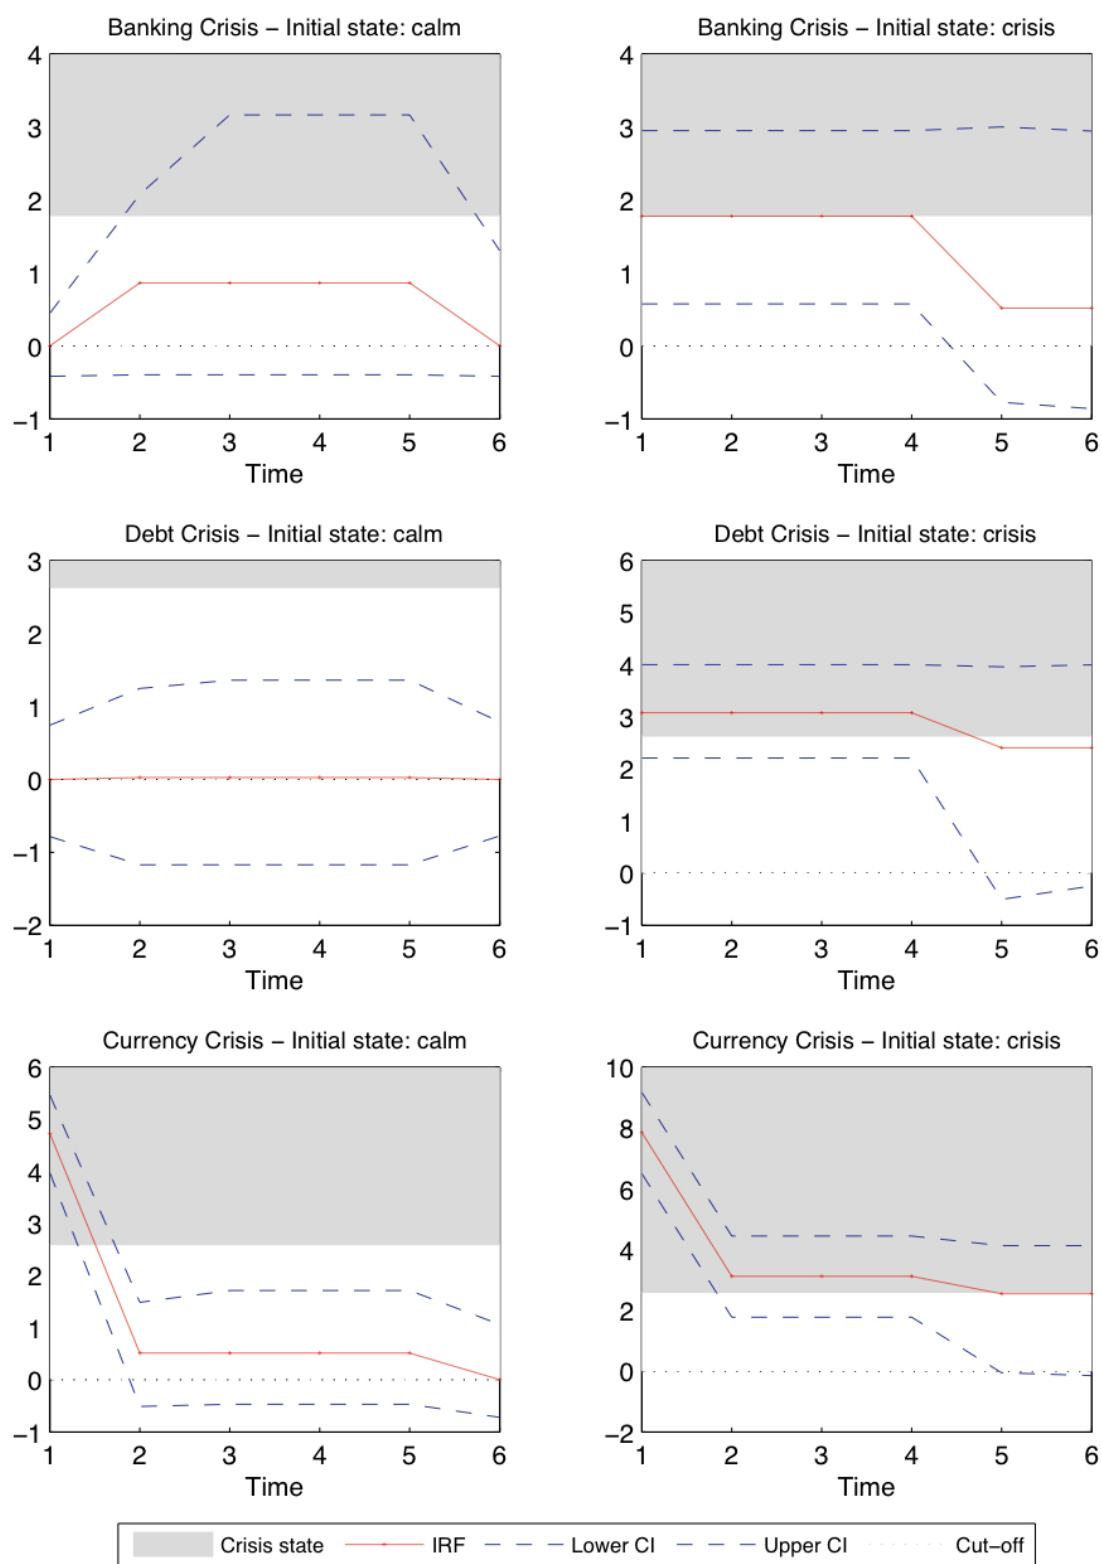 Banking Crisis – Initial state: calm
4
3
2
1
0
−1
1 2 3 4 5 6
Time
Banking Crisis – Initial state: crisis
4
3
2
1
0
−1
1 2 3 4 5 6
Time
Debt Crisis – Initial state: calm
3
2
1
0
−1
−2
1 2 3 4 5 6
Time
Debt Crisis – Initial state: crisis
6
5
4
3
2
1
0
−1
1 2 3 4 5 6
Time
Currency Crisis – Initial state: calm
6
5
4
3
2
1
0
−1
1 2 3 4 5 6
Time
Currency Crisis – Initial state: crisis
10
8
6
4
2
0
−2
1 2 3 4 5 6
Time
Crisis state IRF Lower CI Upper CI Cut−off